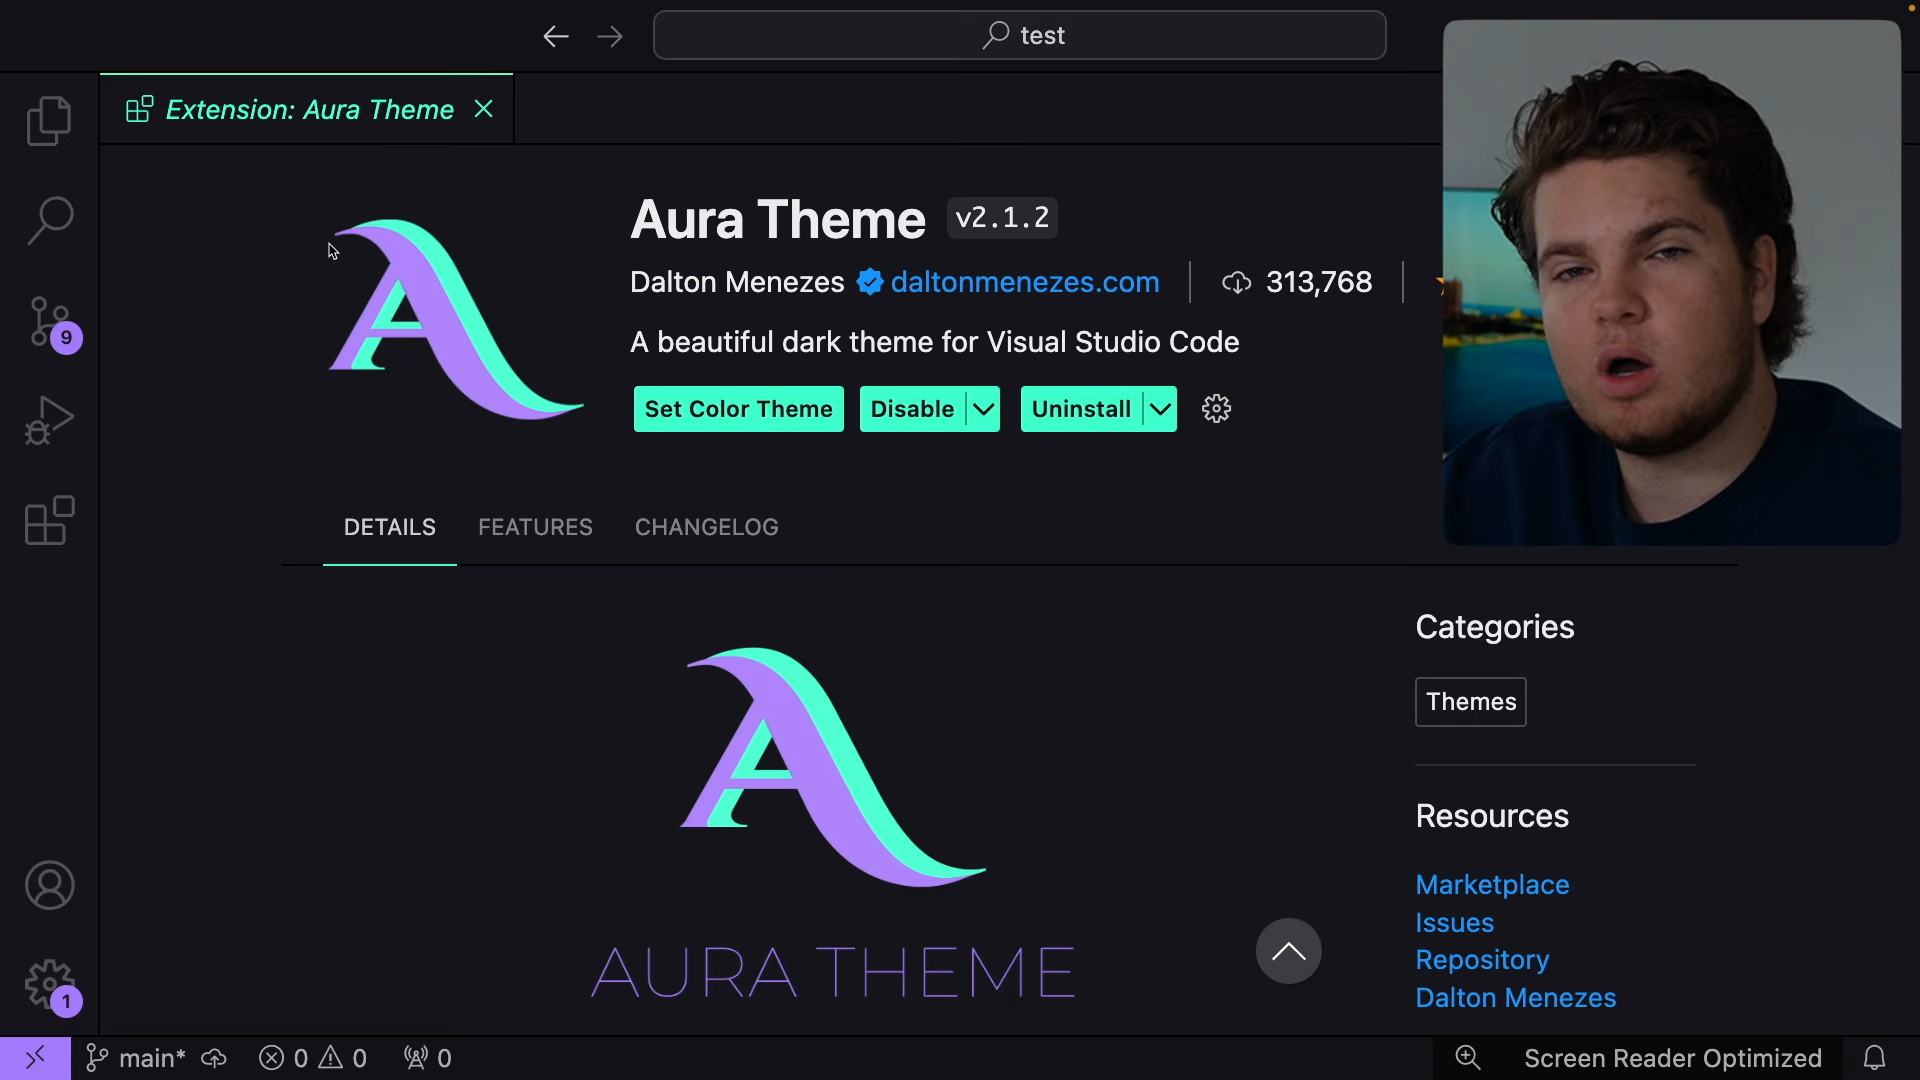 test
Extension: Aura Theme
Aura Theme v2.1.2
Dalton Menezes daltonmenezes.com 313,768
A beautiful dark theme for Visual Studio Code
Set Color Theme Disable Uninstall
DETAILS FEATURES CHANGELOG
AURA THEME
Categories
Themes
Resources
Marketplace
Issues
Repository
Dalton Menezes
9
1
main* 0 0 0 Screen Reader Optimized